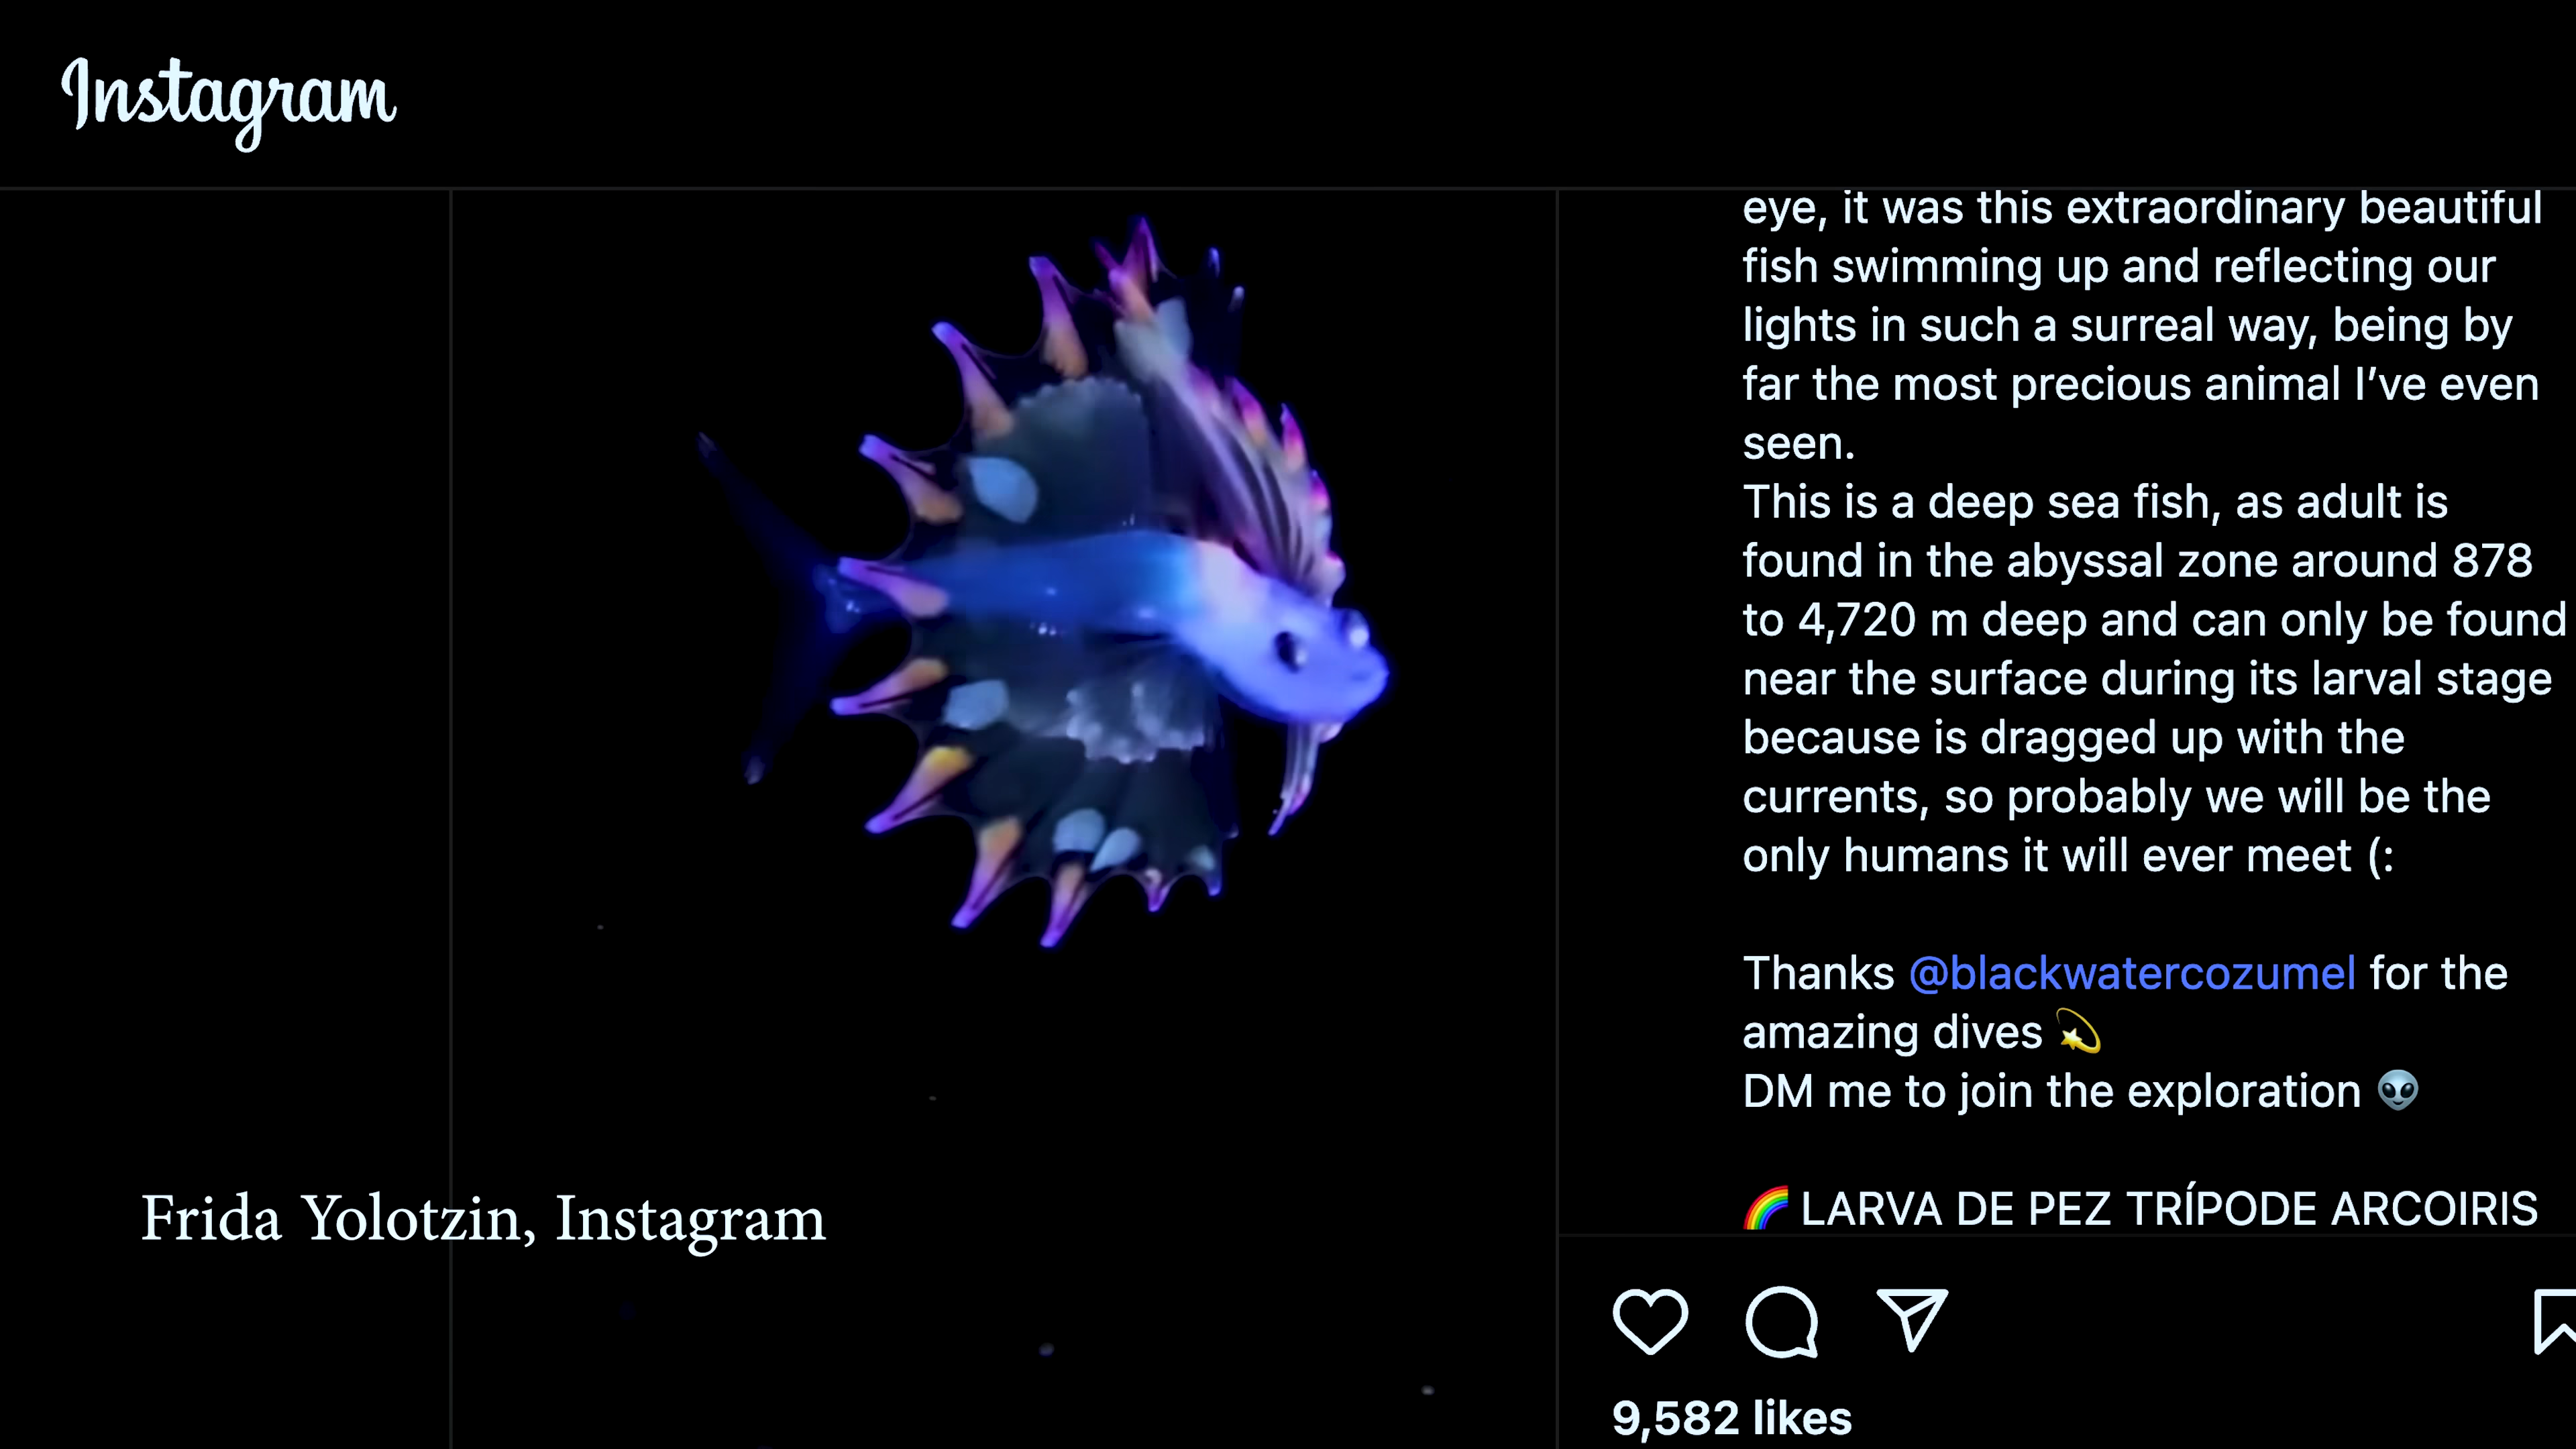 Instagram
eye, it was this extraordinary beautiful
fish swimming up and reflecting our
lights in such a surreal way, being by
far the most precious animal I’ve even
seen.
This is a deep sea fish, as adult is
found in the abyssal zone around 878
to 4,720 m deep and can only be found
near the surface during its larval stage
because is dragged up with the
currents, so probably we will be the
only humans it will ever meet (:
Thanks @blackwatercozumel for the
amazing dives 💫
DM me to join the exploration 👽
🌈 LARVA DE PEZ TRÍPODE ARCOIRIS
Frida Yolotzin, Instagram
9,582 likes